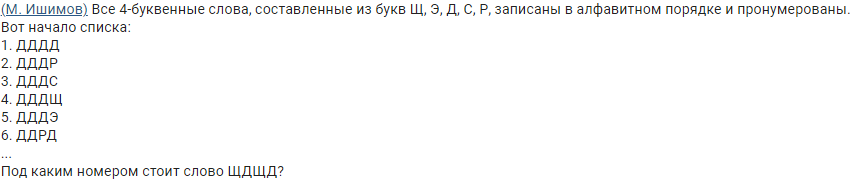 (М. Ишимов) Все 4-буквенные слова, составленные из букв Щ, Э, Д, С, Р, записаны в алфавитном порядке и пронумерованы.
Вот начало списка:
1. ДДДД
2. ДДДР
3. ДДДС
4. ДДДЩ
5. ДДДЭ
6. ДДРД
...
Под каким номером стоит слово ЩДЩД?